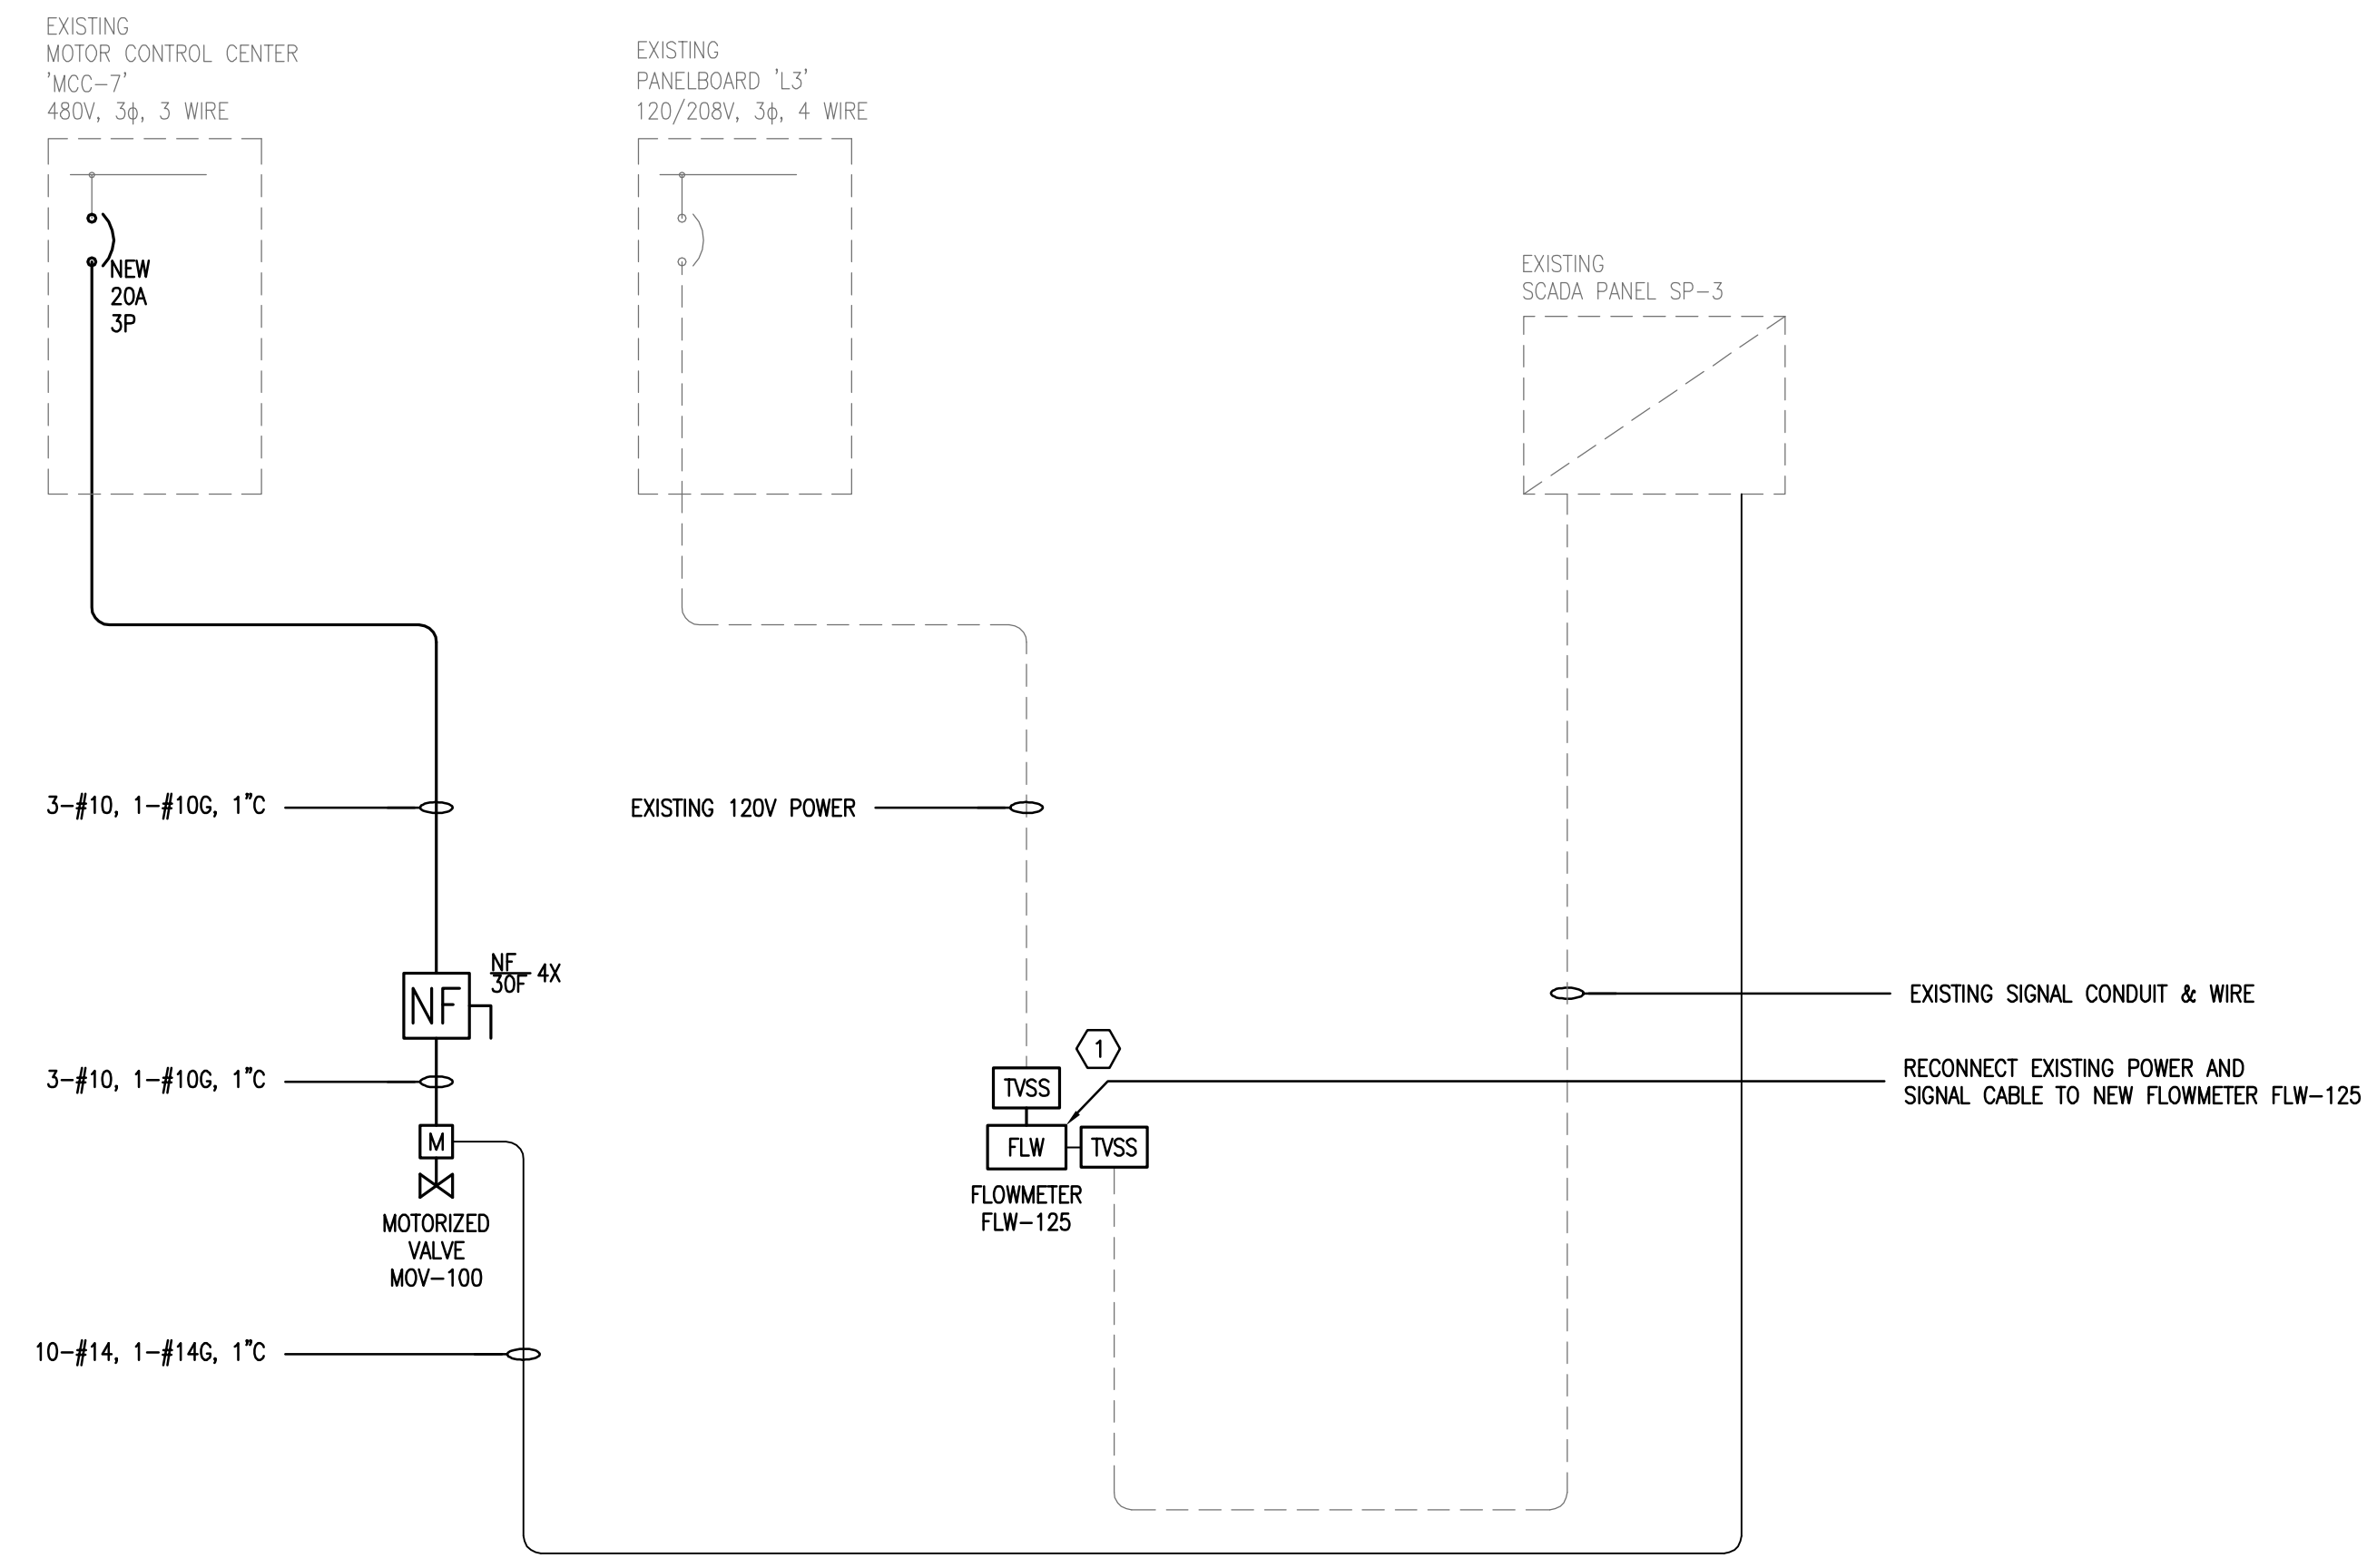 EXISTING
MOTOR CONTROL CENTER
'MCC-7'
480V, 3ϕ, 3 WIRE
NEW
20A
3P
EXISTING
PANELBOARD 'L3'
120/208V, 3ϕ, 4 WIRE
EXISTING
SCADA PANEL SP-3
3-#10, 1-#10G, 1"C
EXISTING 120V POWER
NF
NF
30F 4X
3-#10, 1-#10G, 1"C
M
MOTORIZED
VALVE
MOV-100
10-#14, 1-#14G, 1"C
1
TVSS
FLW
TVSS
FLOWMETER
FLW-125
EXISTING SIGNAL CONDUIT & WIRE
RECONNECT EXISTING POWER AND
SIGNAL CABLE TO NEW FLOWMETER FLW-125